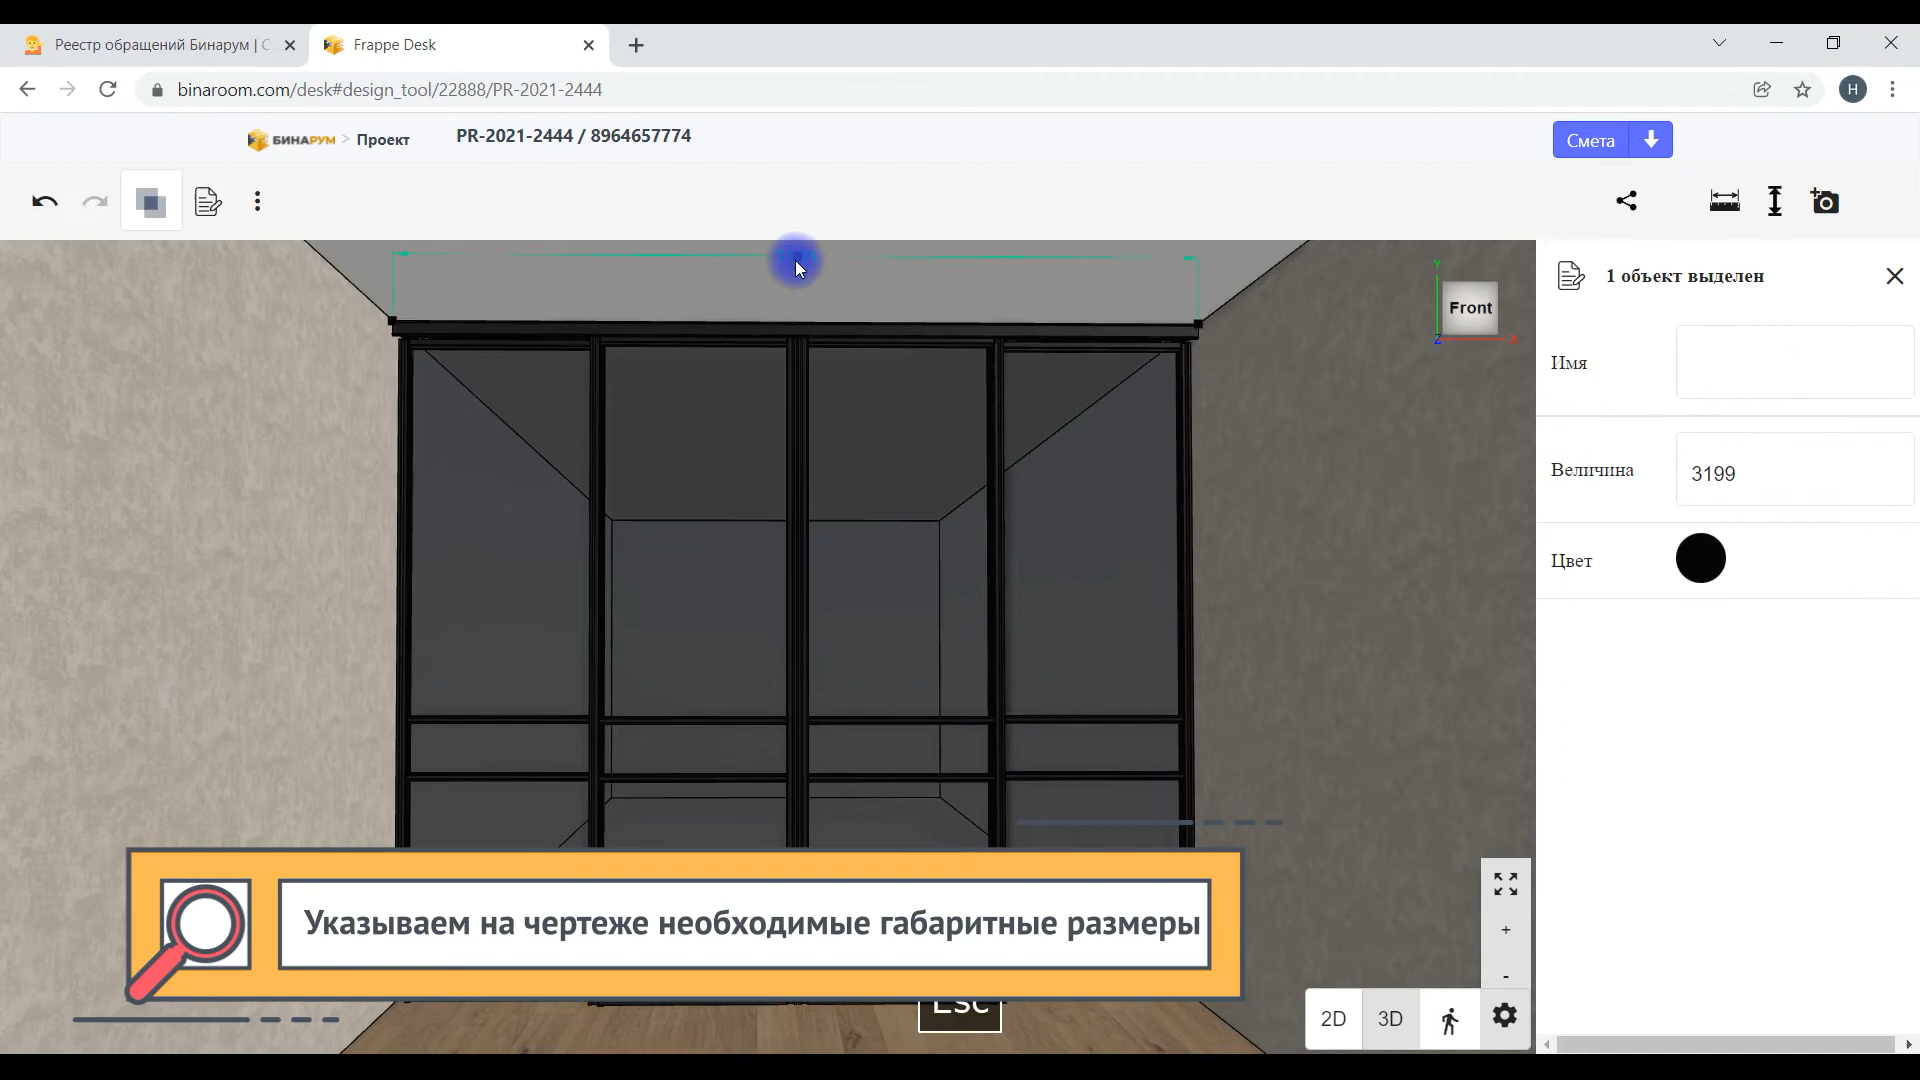 Реестр обращений Бинарум | С
Frappe Desk
binaroom.com/desk#design_tool/22888/PR-2021-2444
H
БИНАРУМ > Проект
PR-2021-2444 / 8964657774
Смета
Y
Front
Z
X
1 объект выделен
Имя
Величина
3199
Цвет
Указываем на чертеже необходимые габаритные размеры
Esc
+
-
2D
3D